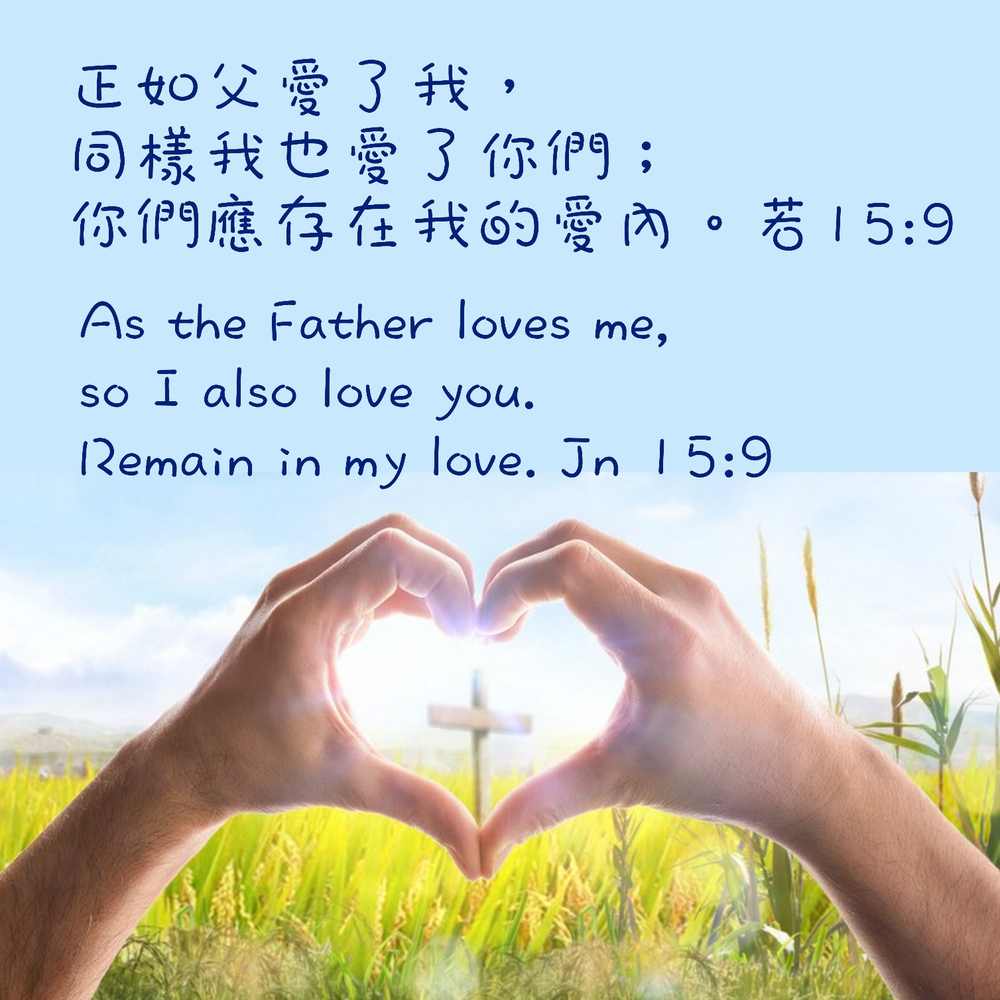 正如父愛了我，
同樣我也愛了你們；
你們應存在我的愛內。若15:9
As the Father loves me,
so I also love you.
Remain in my love. Jn 15:9